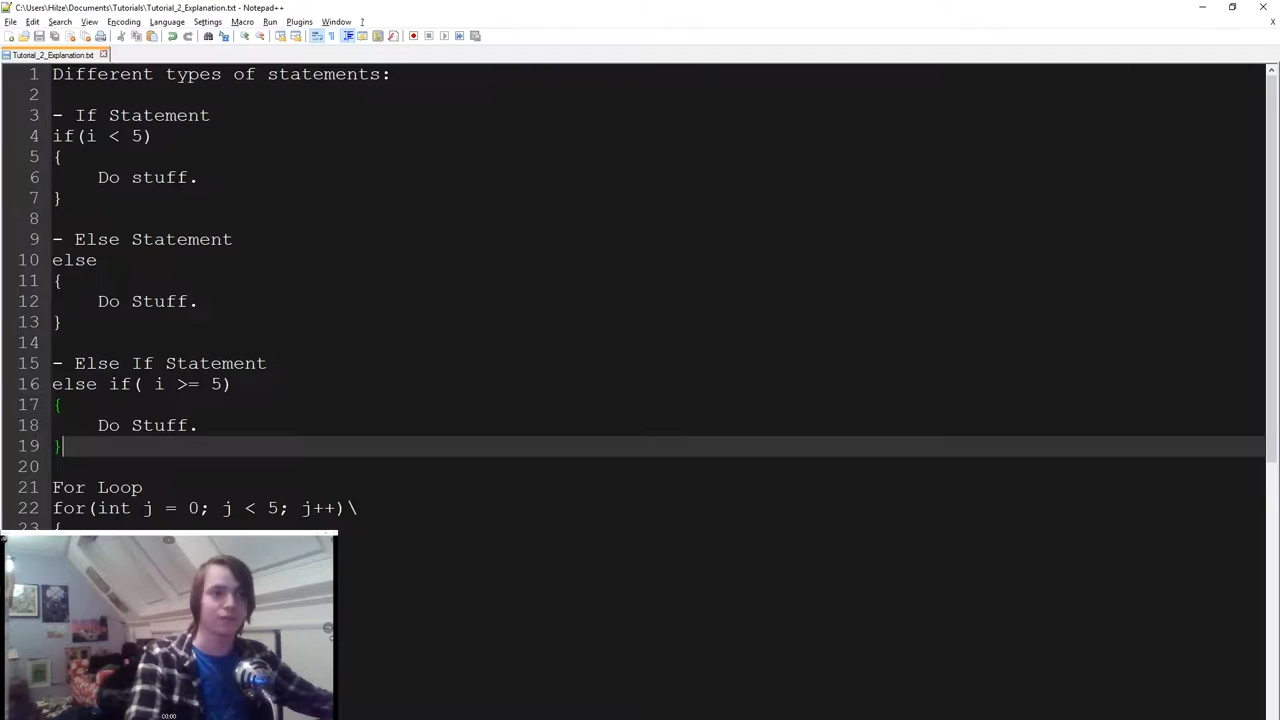 C:\Users\Hilze\Documents\Tutorials\Tutorial_2_Explanation.txt - Notepad++
File Edit Search View Encoding Language Settings Macro Run Plugins Window ?
Tutorial_2_Explanation.txt
1 Different types of statements:
2
3 - If Statement
4 if(i < 5)
5 {
6 Do stuff.
7 }
8
9 - Else Statement
10 else
11 {
12 Do Stuff.
13 }
14
15 - Else If Statement
16 else if( i >= 5)
17 {
18 Do Stuff.
19 }
20
21 For Loop
22 for(int j = 0; j < 5; j++)\
23 {
00:00